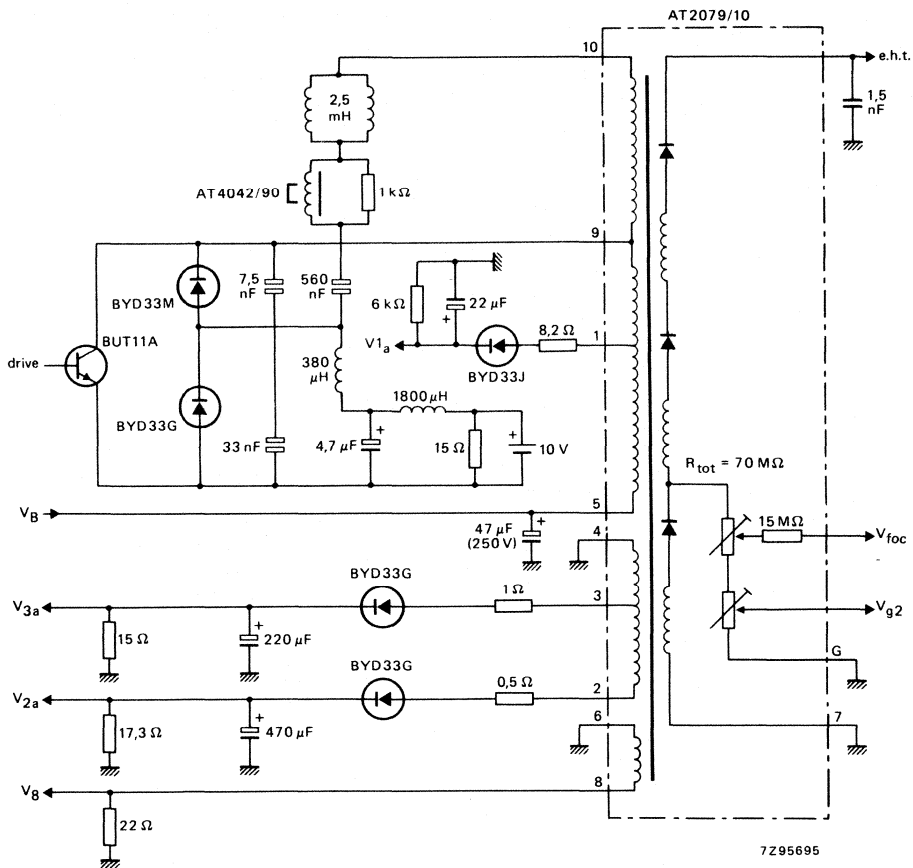 AT2079/10
10
e.h.t.
1,5
nF
2,5
mH
AT4042/90
1 kΩ
9
7,5
nF
560
nF
BYD33M
6 kΩ
22 μF
+
8,2 Ω
1
V1a
BYD33J
BUT11A
drive
380
μH
BYD33G
1800 μH
33 nF
4,7 μF
+
15 Ω
+
10 V
Rtot = 70 MΩ
5
VB
47 μF
(250V)
+
4
15 MΩ
Vfoc
BYD33G
1 Ω
3
V3a
Vg2
15 Ω
+
220 μF
BYD33G
0,5 Ω
2
G
V2a
17,3 Ω
+
470 μF
6
7
8
V8
22 Ω
7Z95695